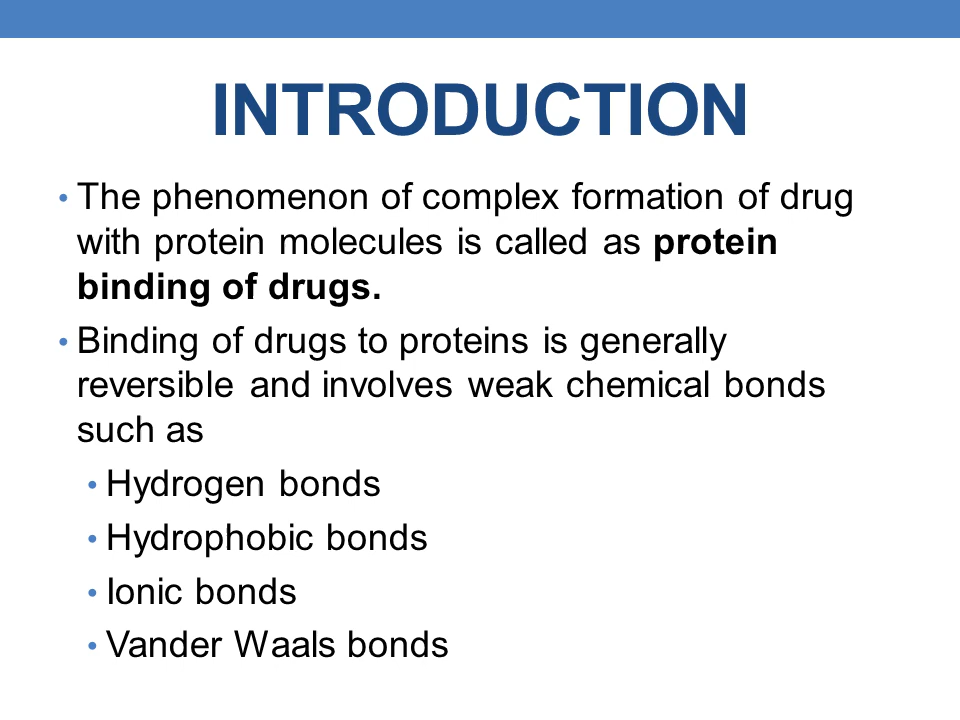 INTRODUCTION
• The phenomenon of complex formation of drug
with protein molecules is called as protein
binding of drugs.
• Binding of drugs to proteins is generally
reversible and involves weak chemical bonds
such as
• Hydrogen bonds
• Hydrophobic bonds
• Ionic bonds
• Vander Waals bonds